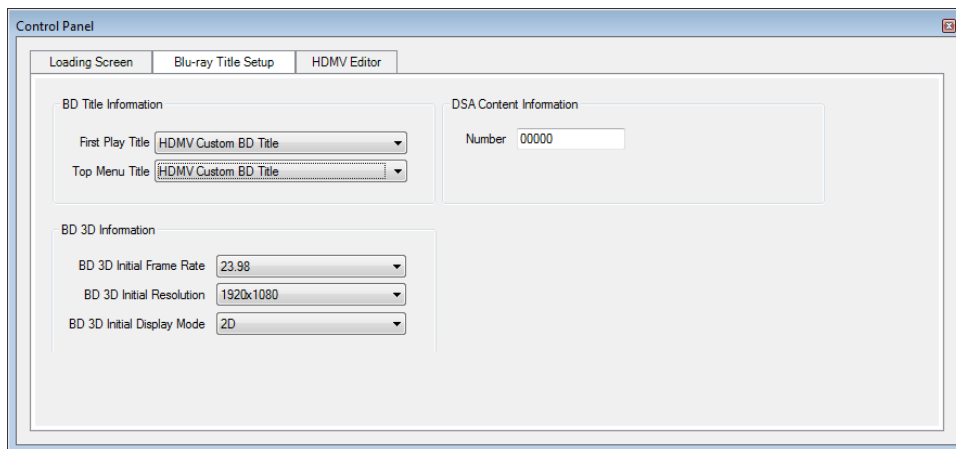 Control Panel
Loading Screen
Blu-ray Title Setup
HDMV Editor
BD Title Information
First Play Title HDMV Custom BD Title
Top Menu Title HDMV Custom BD Title
DSA Content Information
Number 00000
BD 3D Information
BD 3D Initial Frame Rate 23.98
BD 3D Initial Resolution 1920x1080
BD 3D Initial Display Mode 2D